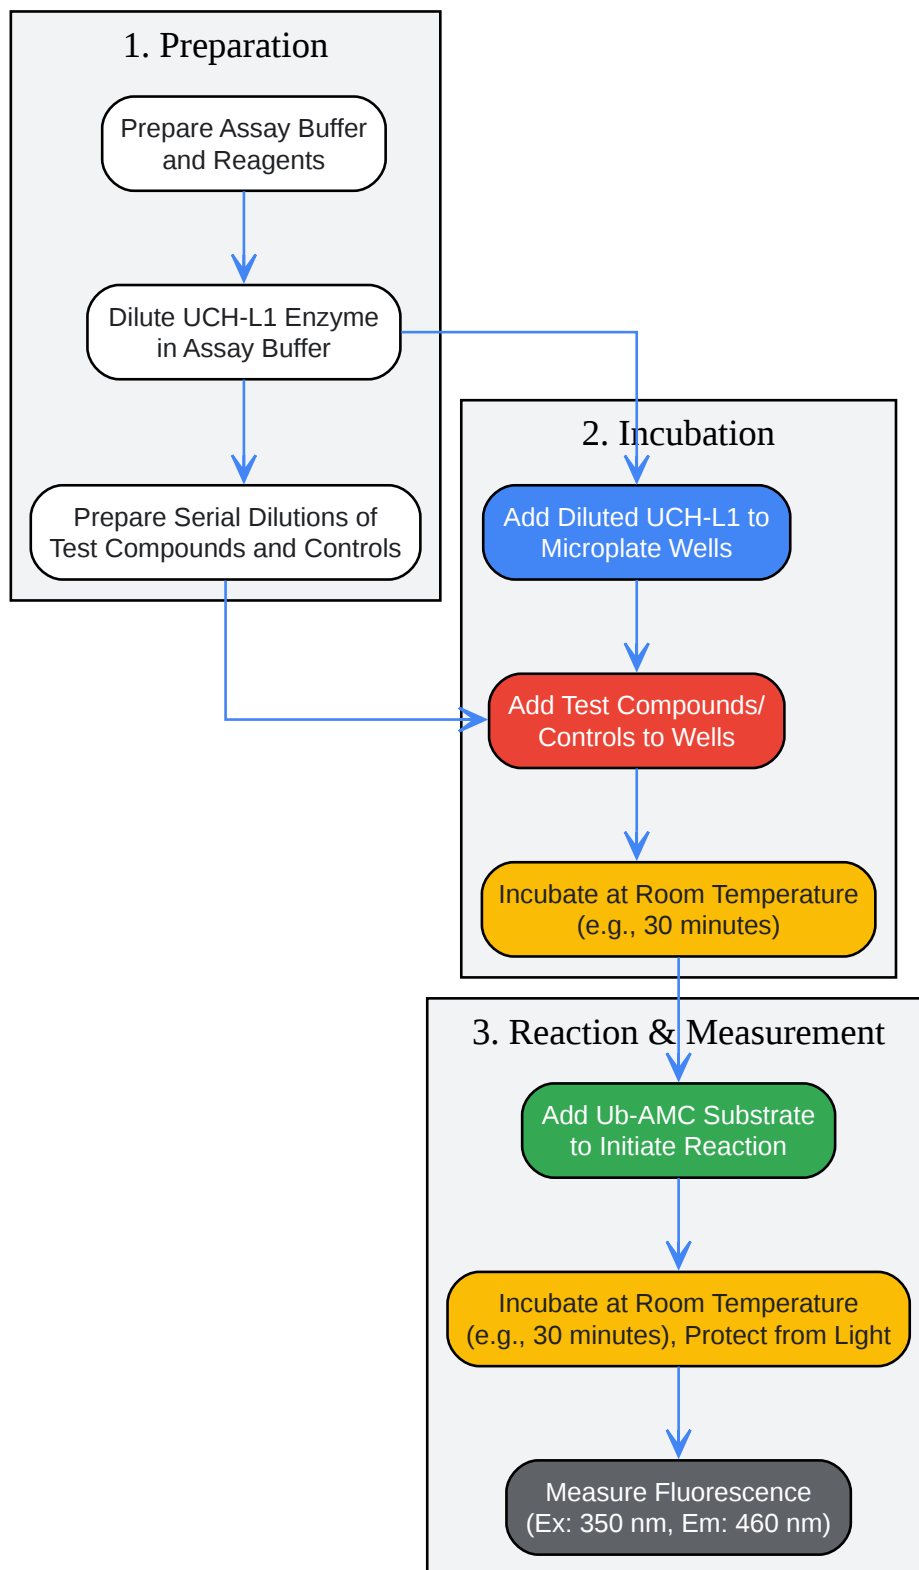 1. Preparation
Prepare Assay Buffer
and Reagents
Dilute UCH-L1 Enzyme
in Assay Buffer
Prepare Serial Dilutions of
Test Compounds and Controls
2. Incubation
Add Diluted UCH-L1 to
Microplate Wells
Add Test Compounds/
Controls to Wells
Incubate at Room Temperature
(e.g., 30 minutes)
3. Reaction & Measurement
Add Ub-AMC Substrate
to Initiate Reaction
Incubate at Room Temperature
(e.g., 30 minutes), Protect from Light
Measure Fluorescence
(Ex: 350 nm, Em: 460 nm)